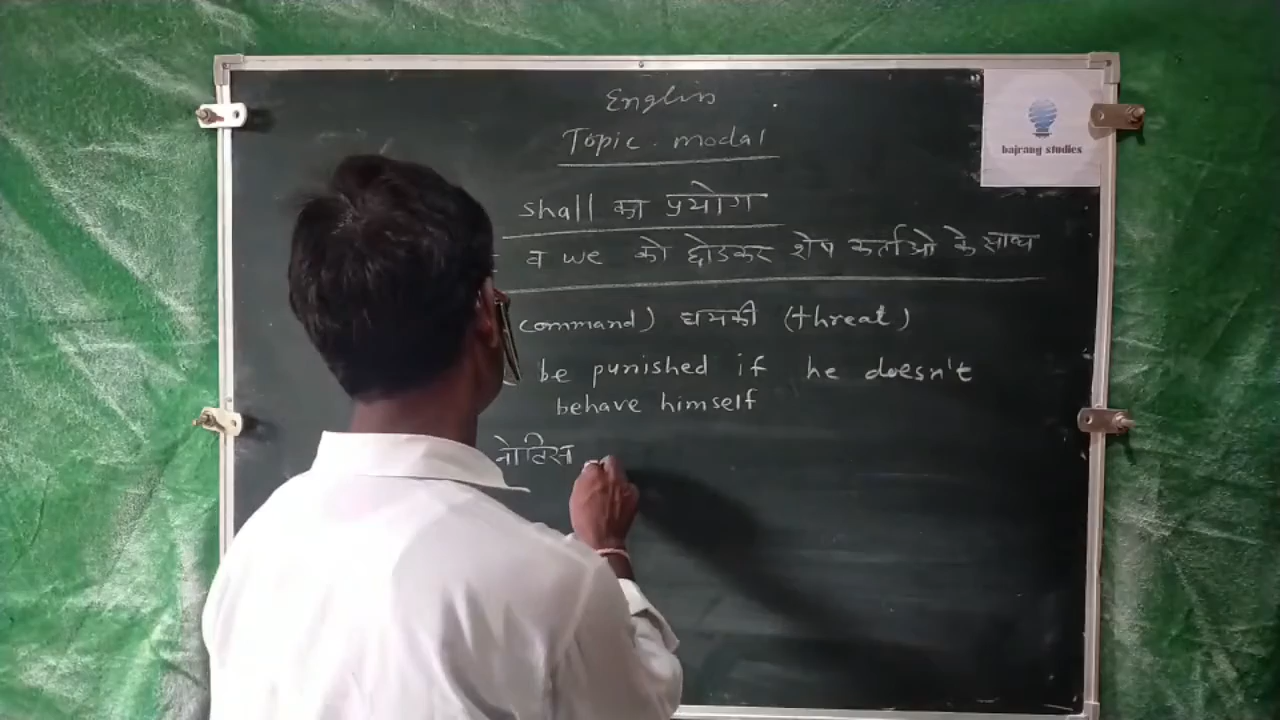 English
Topic. modal
bajrang studies
shall का प्रयोग
व we को छोडकर शेष कर्ताओ के साथ
command) धमकी (threat)
be punished if he doesn't
behave himself
नोटिस